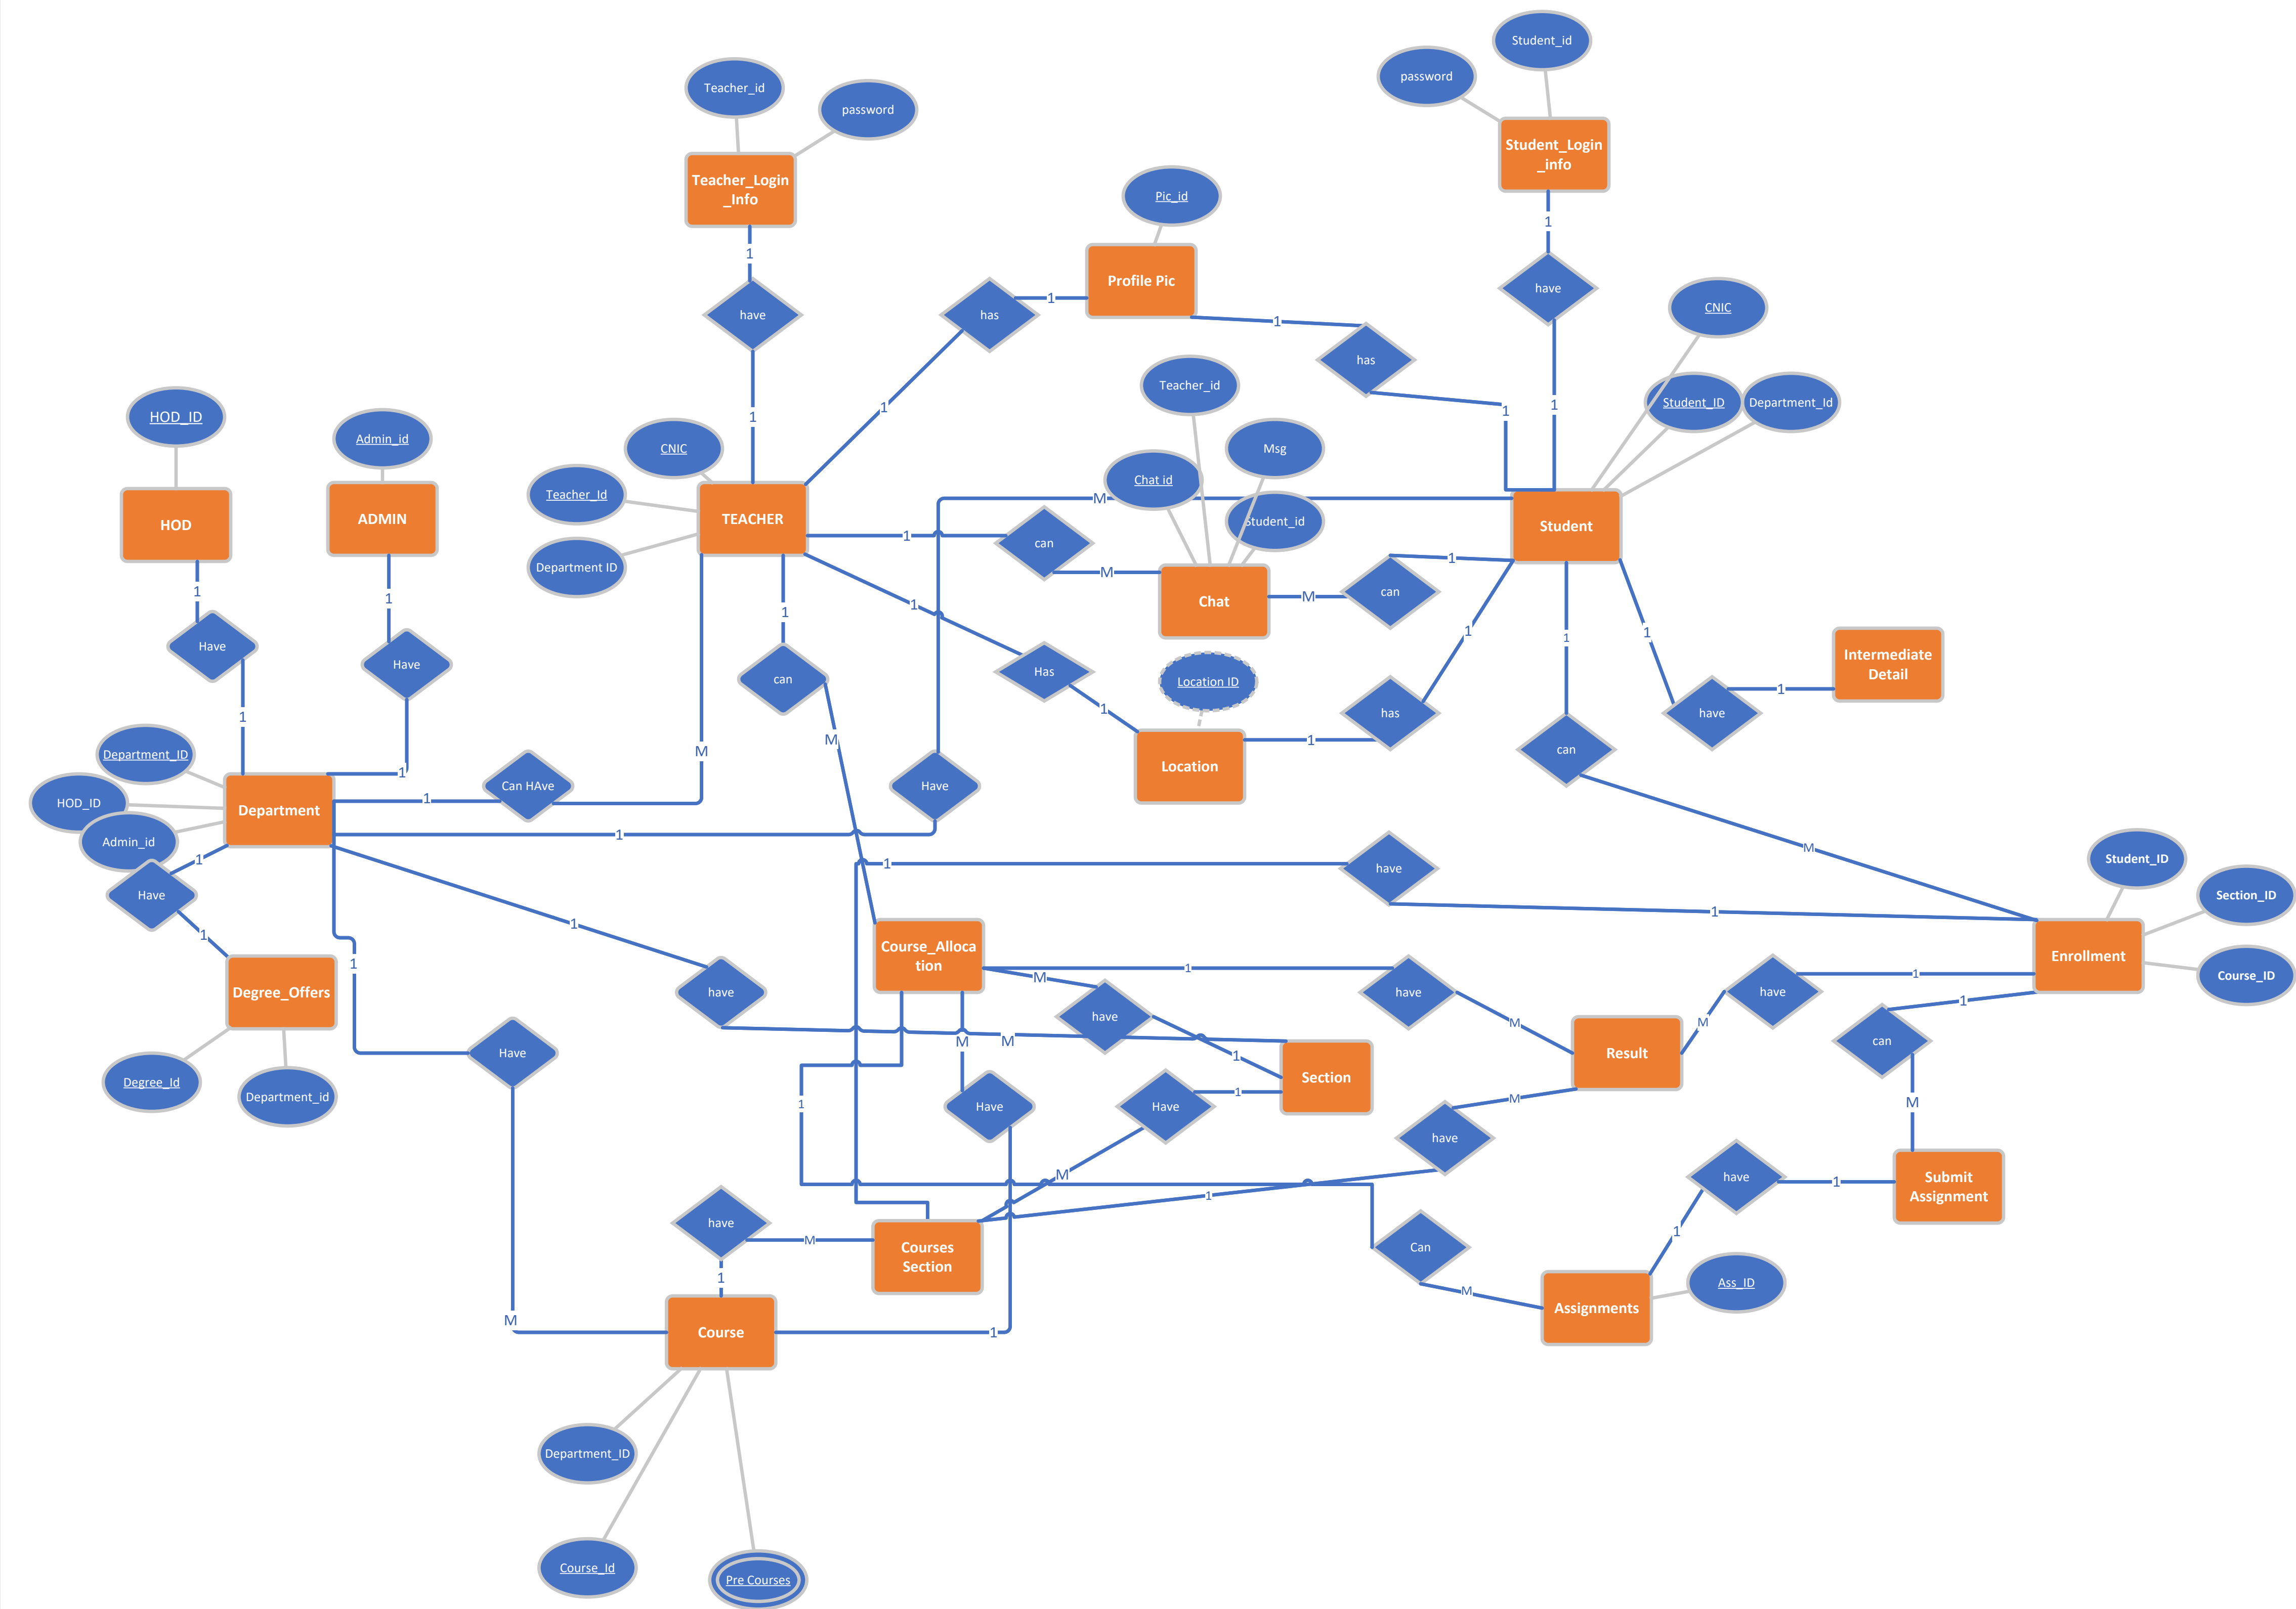 Student_id
password
Teacher_id
password
Student_Login
_info
Teacher_Login
_Info
Pic_id
1
1
Profile Pic
have
1
CNIC
have
has
1
has
Teacher_id
1
1
1
1
HOD_ID
Admin_id
1
CNIC
Chat id
Msg
Student_ID
Department_Id
Teacher_Id
M
HOD
ADMIN
TEACHER
Student_id
Student
1
can
Department ID
M
1
can
Chat
M
1
1
1
1
1
1
1
Have
Have
can
Has
Location ID
Intermediate
Detail
1
has
have
1
1
M
M
1
can
Department_ID
1
Location
Can HAve
Have
HOD_ID
Department
1
Admin_id
1
M
1
1
have
Student_ID
Have
Section_ID
1
1
1
Course_Alloca
tion
Enrollment
Course_ID
1
M
1
1
Degree_Offers
have
have
have
1
have
M
M
M
M
can
Have
Result
1
Section
Degree_Id
Department_id
1
Have
Have
1
M
M
have
M
have
1
Submit
Assignment
1
have
M
Courses
Section
Can
1
1
M
Ass_ID
Assignments
M
Course
1
Department_ID
Course_Id
Pre Courses